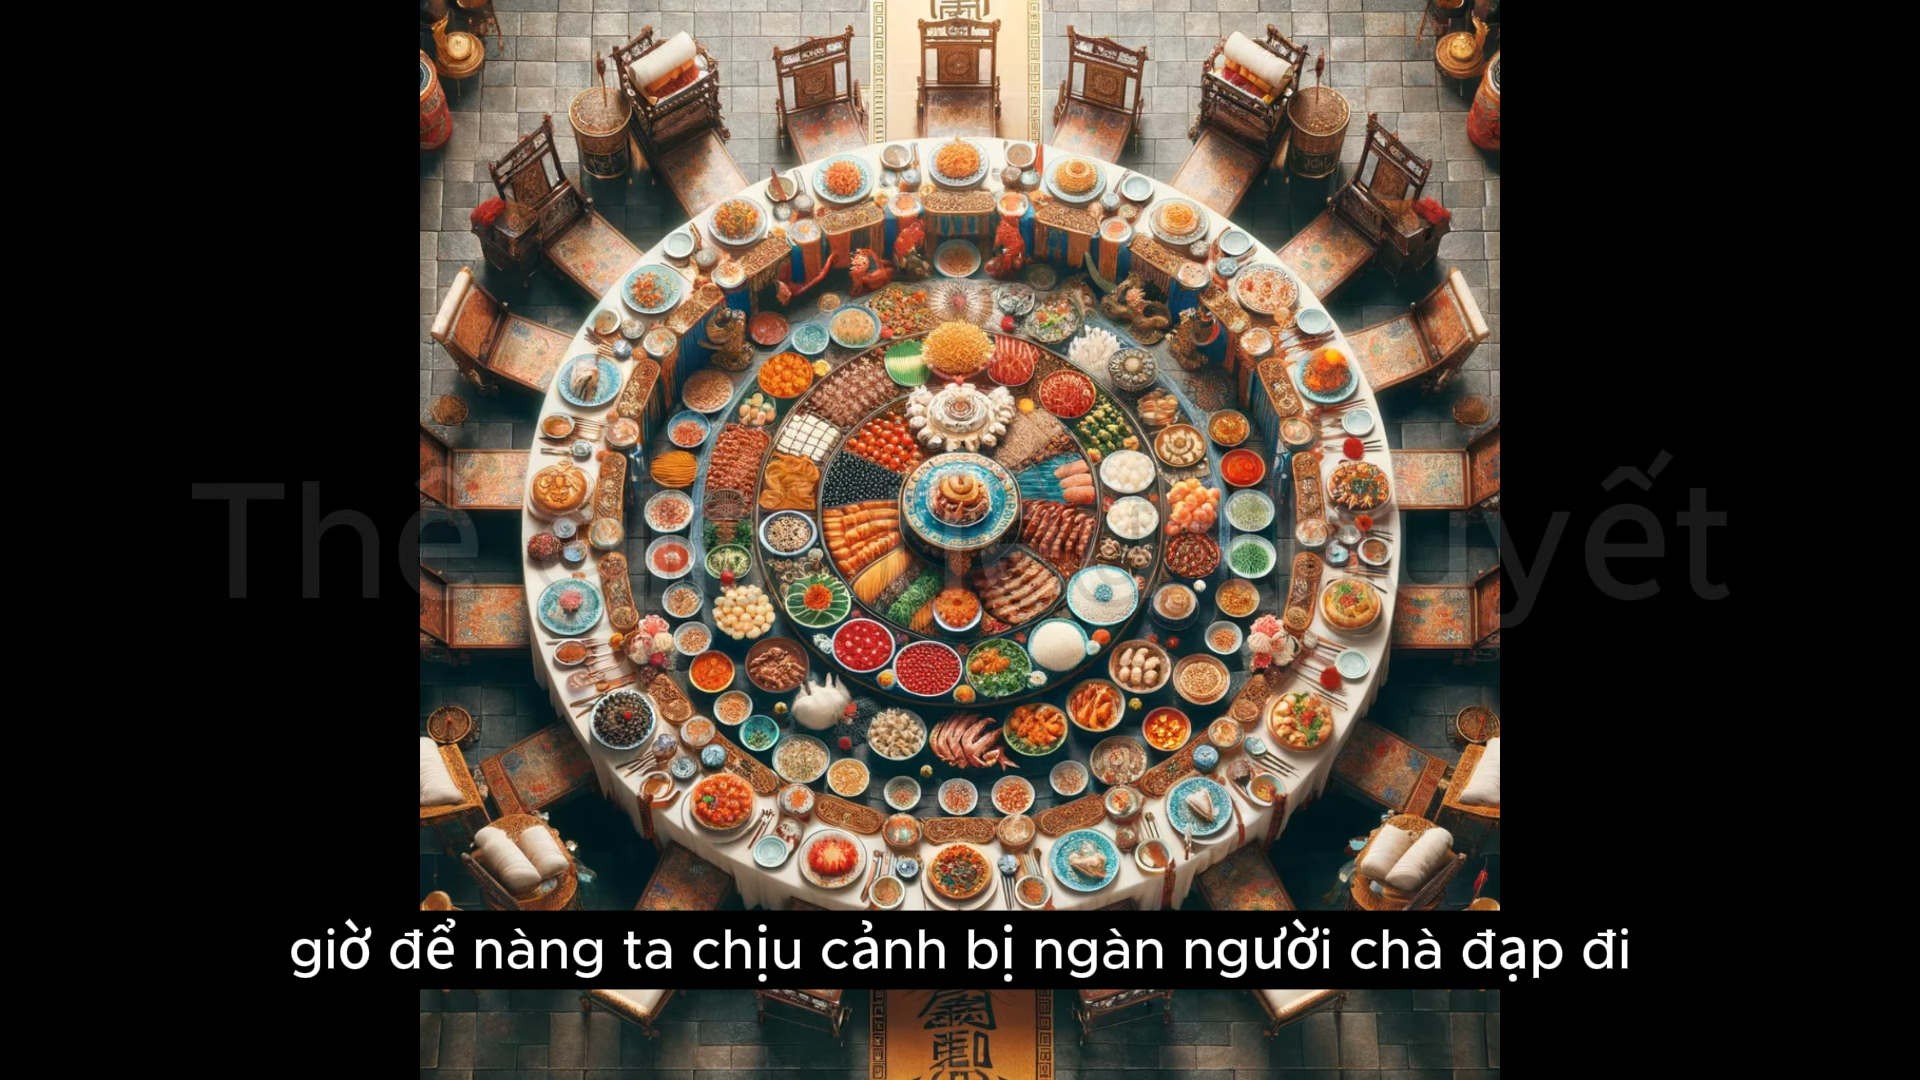 giờ để nàng ta chịu cảnh bị ngàn người chà đạp đi